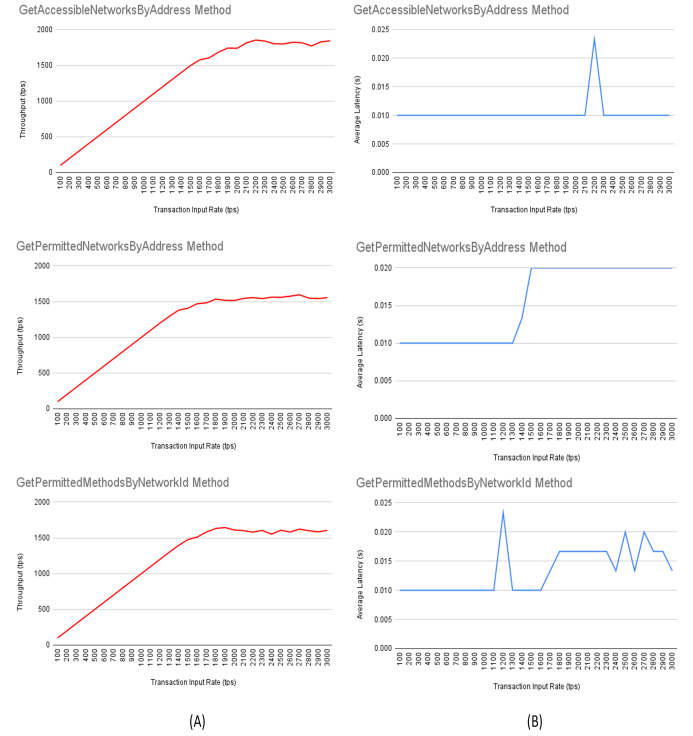 GetAccessibleNetworksByAddress Method
2000
1500
1000
500
0
Throughput (tps)
100 200 300 400 500 600 700 800 900 1000 1100 1200 1300 1400 1500 1600 1700 1800 1900 2000 2100 2200 2300 2400 2500 2600 2700 2800 2900 3000
Transaction Input Rate (tps)
GetAccessibleNetworksByAddress Method
0.025
0.020
0.015
0.010
0.005
0.000
Average Latency (s)
100 200 300 400 500 600 700 800 900 1000 1100 1200 1300 1400 1500 1600 1700 1800 1900 2000 2100 2200 2300 2400 2500 2600 2700 2800 2900 3000
Transaction Input Rate (tps)
GetPermittedNetworksByAddress Method
2000
1500
1000
500
0
Throughput (tps)
100 200 300 400 500 600 700 800 900 1000 1100 1200 1300 1400 1500 1600 1700 1800 1900 2000 2100 2200 2300 2400 2500 2600 2700 2800 2900 3000
Transaction Input Rate (tps)
GetPermittedNetworksByAddress Method
0.020
0.015
0.010
0.005
0.000
Average Latency (s)
100 200 300 400 500 600 700 800 900 1000 1100 1200 1300 1400 1500 1600 1700 1800 1900 2000 2100 2200 2300 2400 2500 2600 2700 2800 2900 3000
Transaction Input Rate (tps)
GetPermittedMethodsByNetworkId Method
2000
1500
1000
500
0
Throughput (tps)
100 200 300 400 500 600 700 800 900 1000 1100 1200 1300 1400 1500 1600 1700 1800 1900 2000 2100 2200 2300 2400 2500 2600 2700 2800 2900 3000
Transaction Input Rate (tps)
GetPermittedMethodsByNetworkId Method
0.025
0.020
0.015
0.010
0.005
0.000
Average Latency (s)
100 200 300 400 500 600 700 800 900 1000 1100 1200 1300 1400 1500 1600 1700 1800 1900 2000 2100 2200 2300 2400 2500 2600 2700 2800 2900 3000
Transaction Input Rate (tps)
(A)
(B)